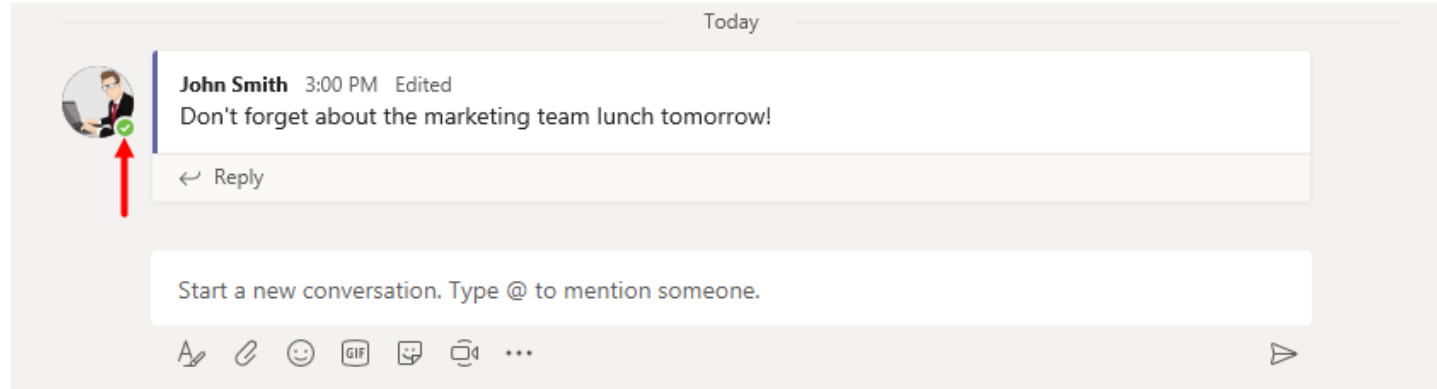 Today
John Smith 3:00 PM Edited
Don't forget about the marketing team lunch tomorrow!
Reply
Start a new conversation. Type @ to mention someone.
GIF